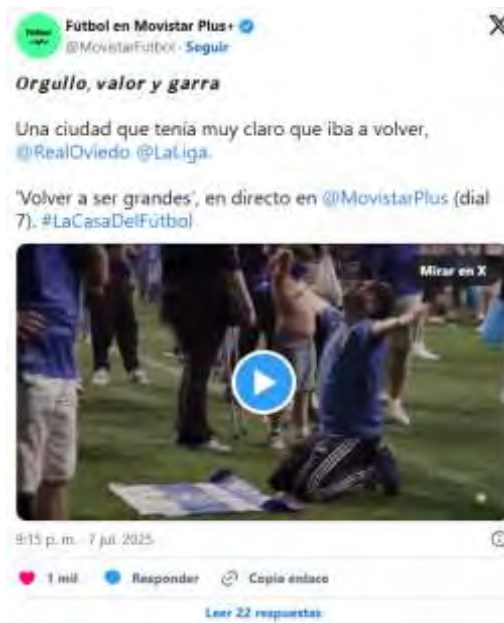 Fútbol en Movistar Plus+
@MovistarFutbol · Seguir
Orgullo, valor y garra
Una ciudad que tenía muy claro que iba a volver,
@RealOviedo @LaLiga.
'Volver a ser grandes', en directo en @MovistarPlus (dial
7). #LaCasaDelFútbol
Mirar en X
9:15 p. m. · 7 jul. 2025
1 mil Responder Copia enlace
Leer 22 respuestas